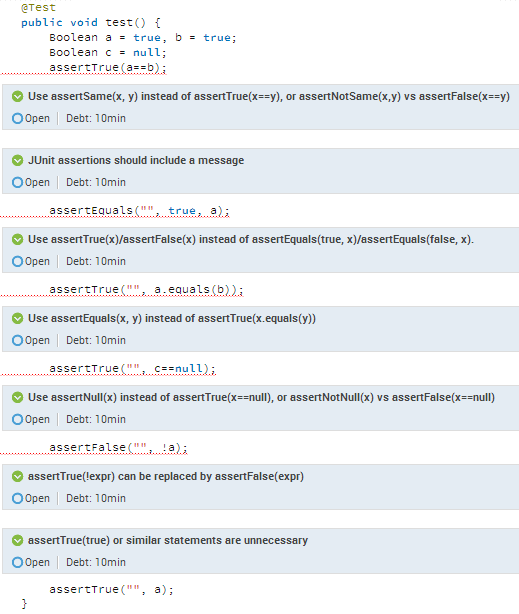 @Test
public void test() {
Boolean a = true, b = true;
Boolean c = null;
assertTrue(a==b);
Use assertSame(x, y) instead of assertTrue(x==y), or assertNotSame(x,y) vs assertFalse(x==y)
Open Debt: 10min
JUnit assertions should include a message
Open Debt: 10min
assertEquals("", true, a);
Use assertTrue(x)/assertFalse(x) instead of assertEquals(true, x)/assertEquals(false, x).
Open Debt: 10min
assertTrue("", a.equals(b));
Use assertEquals(x, y) instead of assertTrue(x.equals(y))
Open Debt: 10min
assertTrue("", c==null);
Use assertNull(x) instead of assertTrue(x==null), or assertNotNull(x) vs assertFalse(x==null)
Open Debt: 10min
assertFalse("", !a);
assertTrue(!expr) can be replaced by assertFalse(expr)
Open Debt: 10min
assertTrue(true) or similar statements are unnecessary
Open Debt: 10min
assertTrue("", a);
}